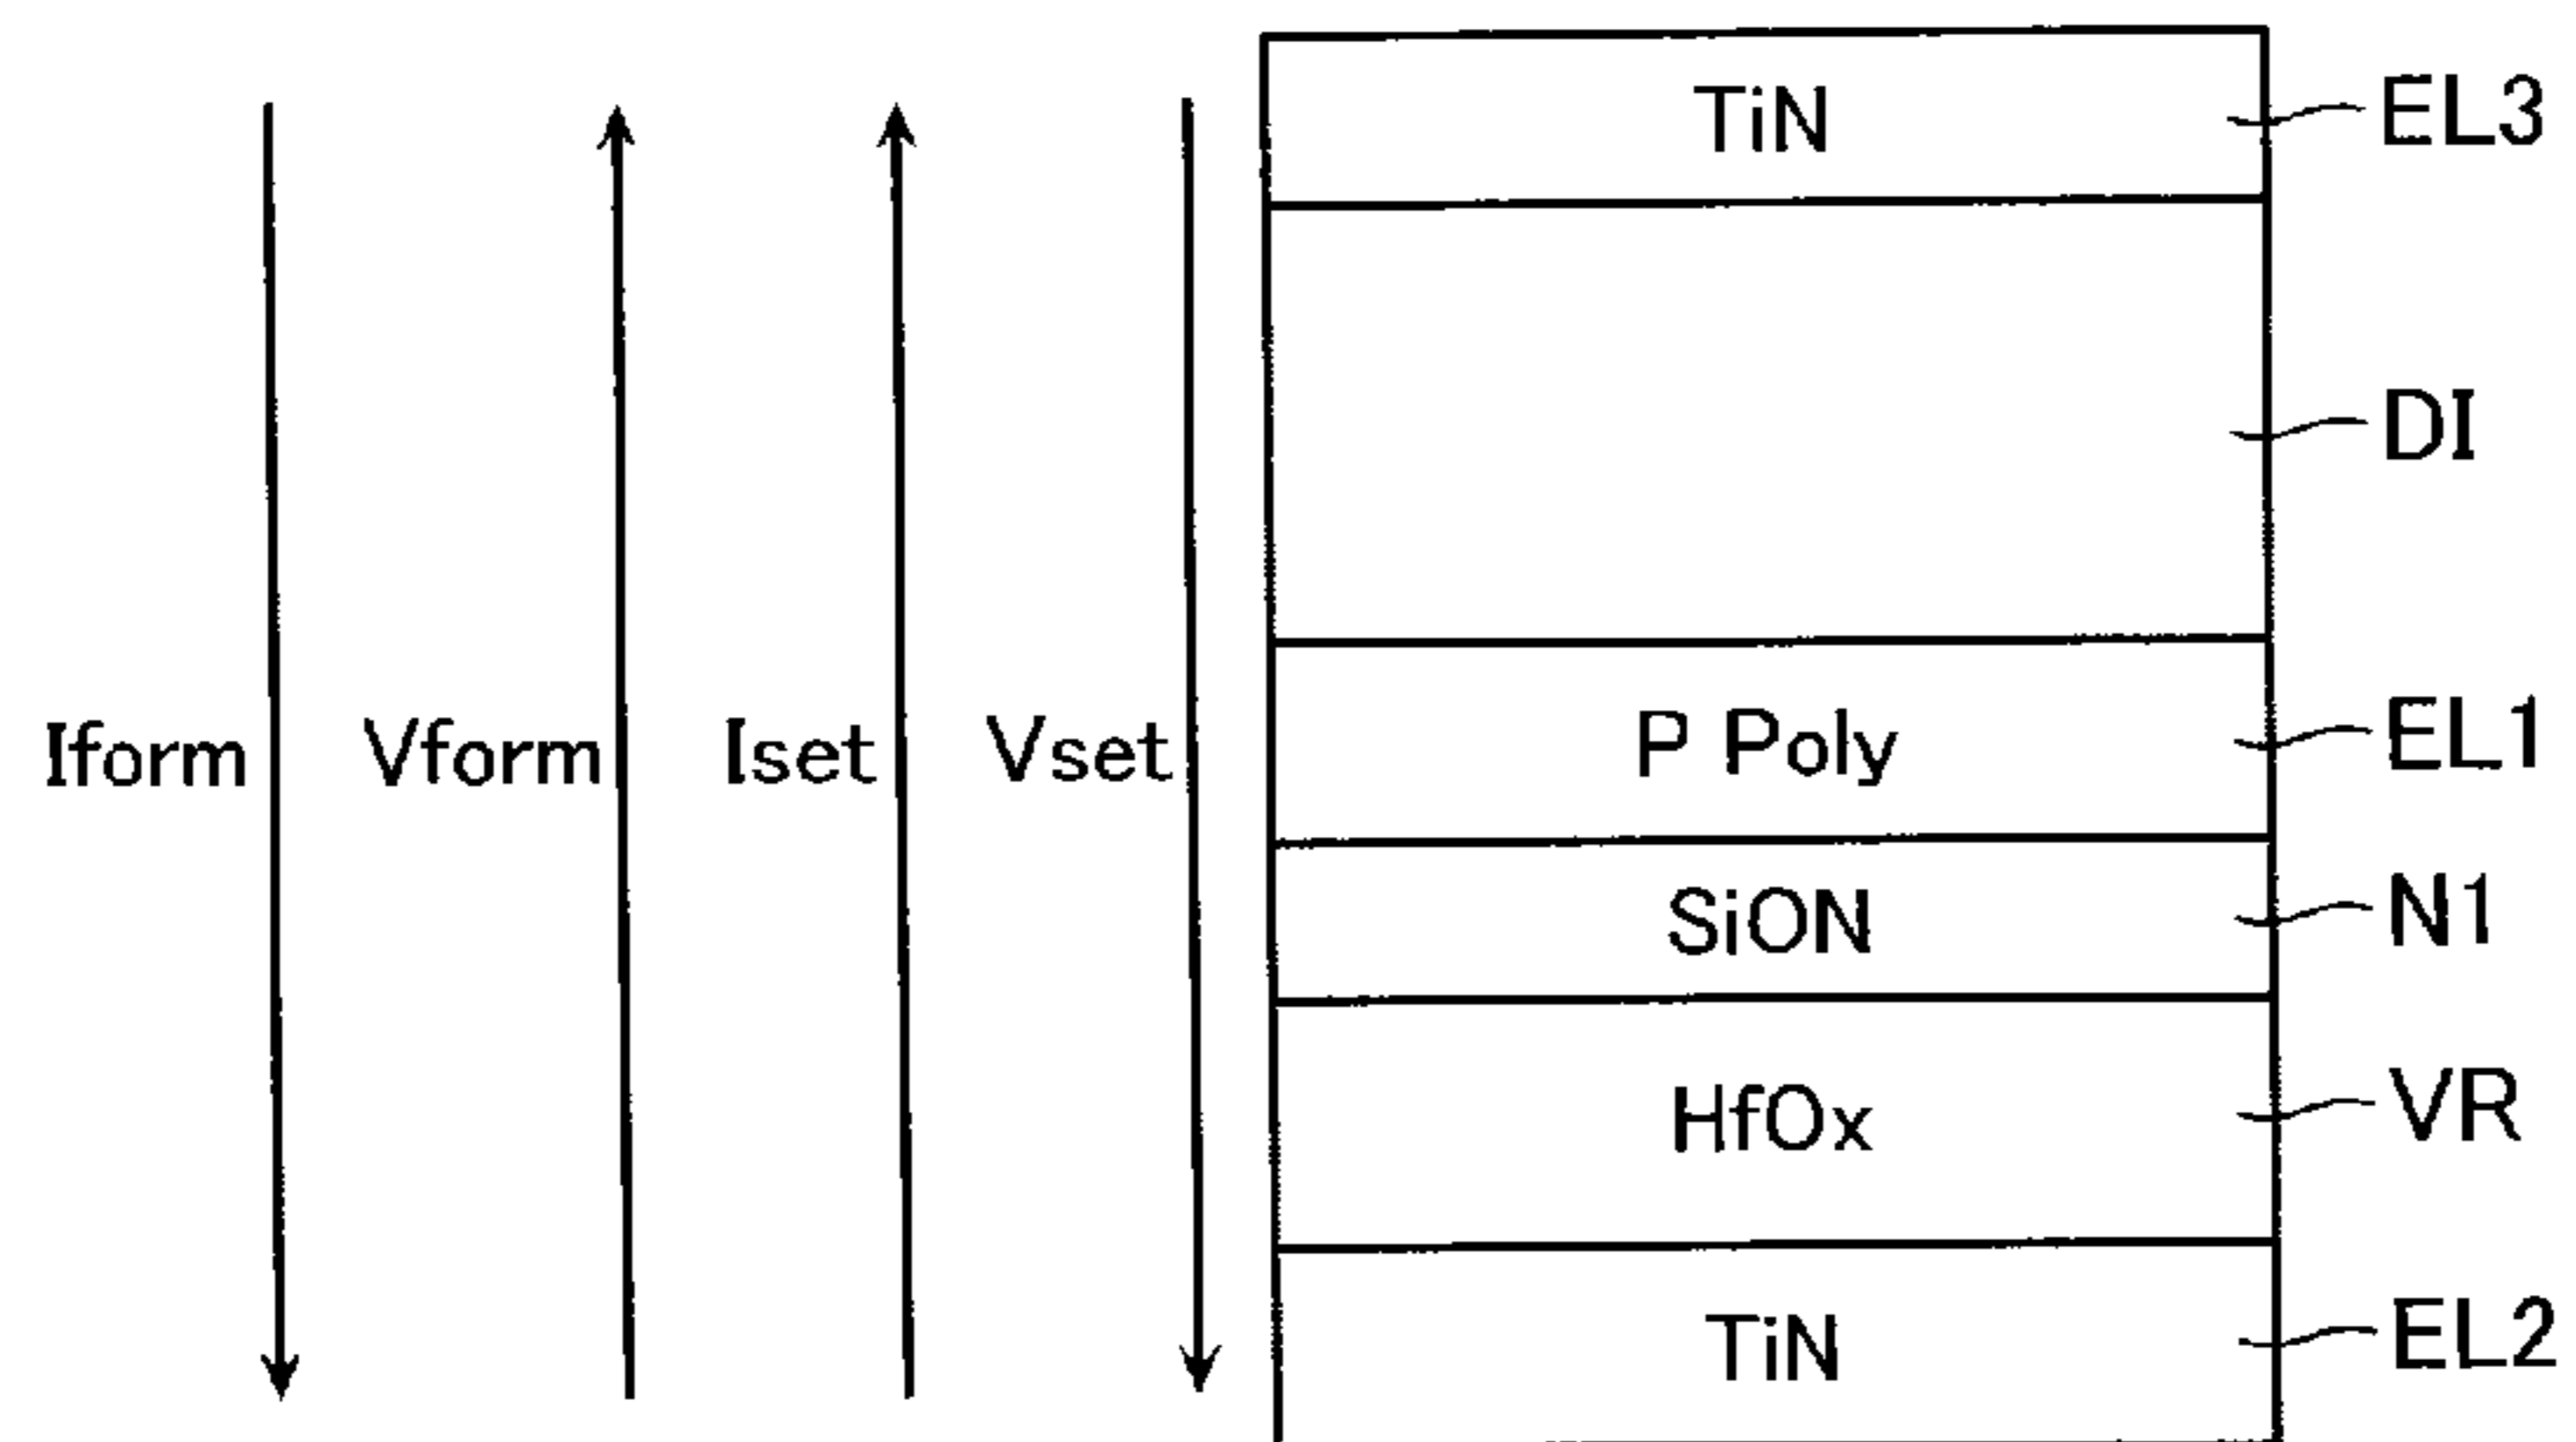 TiN EL3
DI
Iform Vform Iset Vset P Poly EL1
SiON N1
HfOx VR
TiN EL2